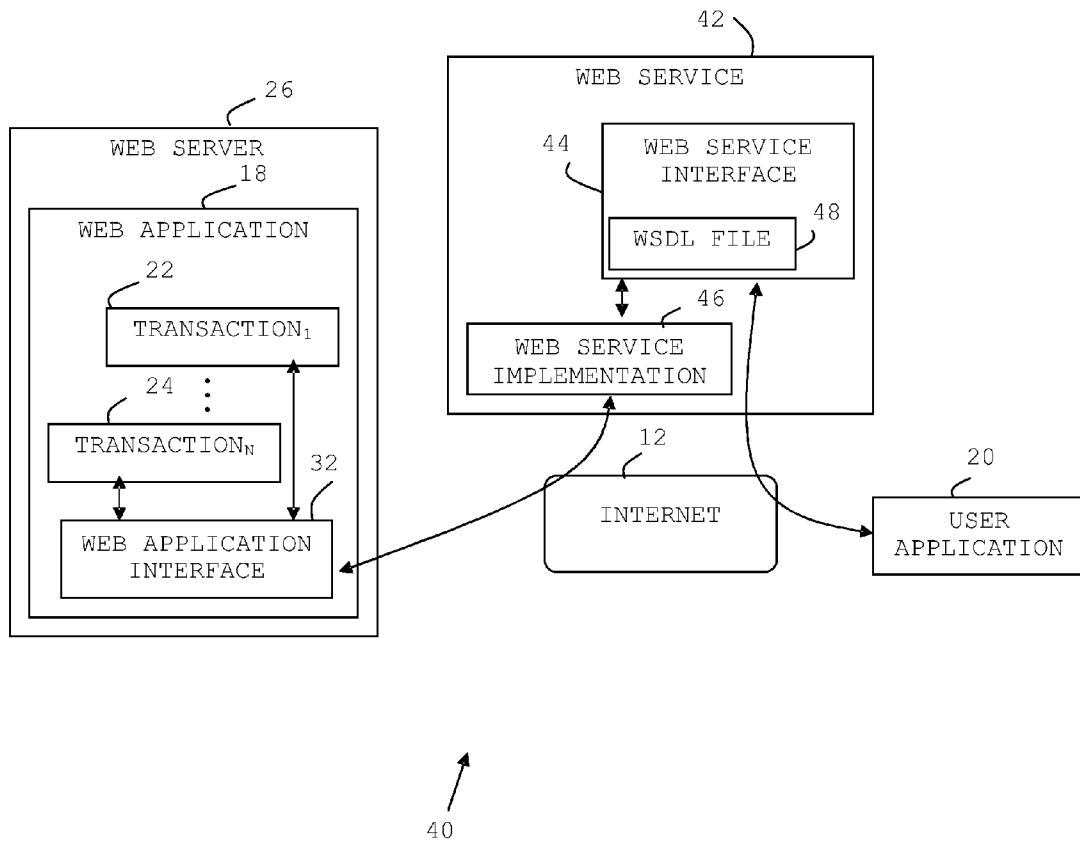 42
WEB SERVICE
26
WEB SERVER
44
WEB SERVICE
INTERFACE
18
WEB APPLICATION
48
WSDL FILE
22
TRANSACTION₁
46
WEB SERVICE
IMPLEMENTATION
24
TRANSACTIONN
12
32
INTERNET
20
USER
APPLICATION
WEB APPLICATION
INTERFACE
40